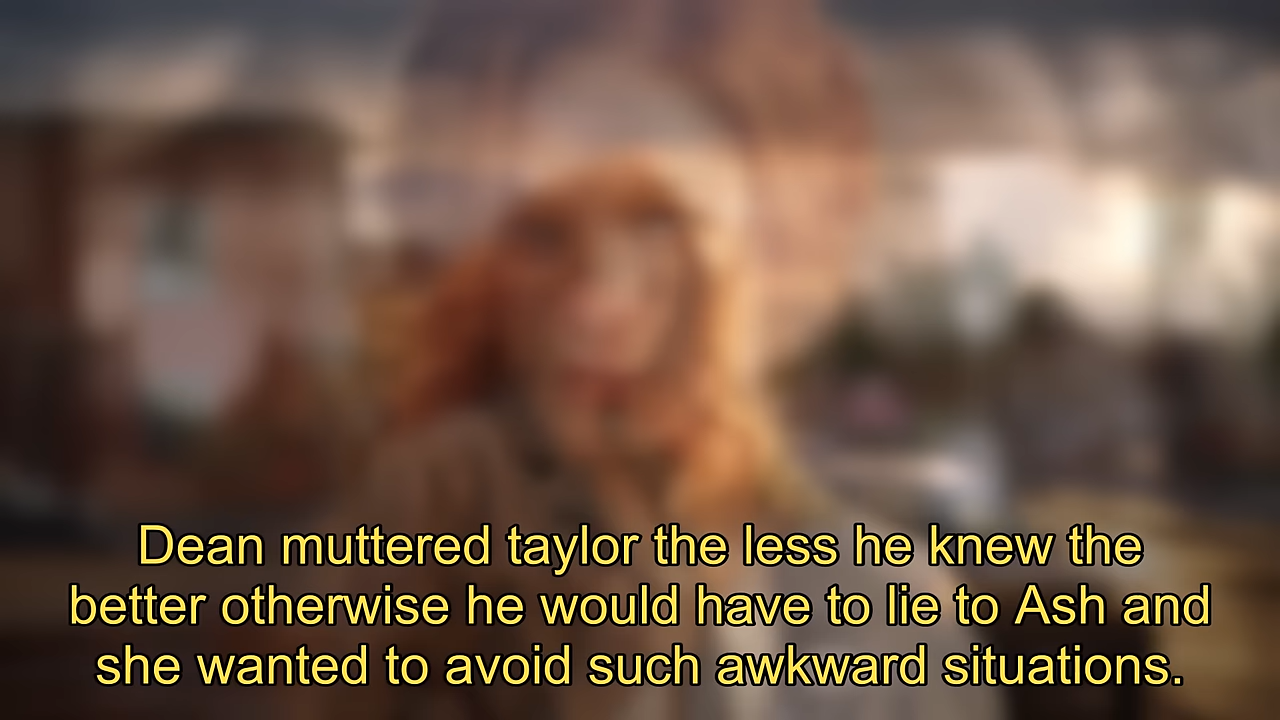 Dean muttered taylor the less he knew the
better otherwise he would have to lie to Ash and
she wanted to avoid such awkward situations.